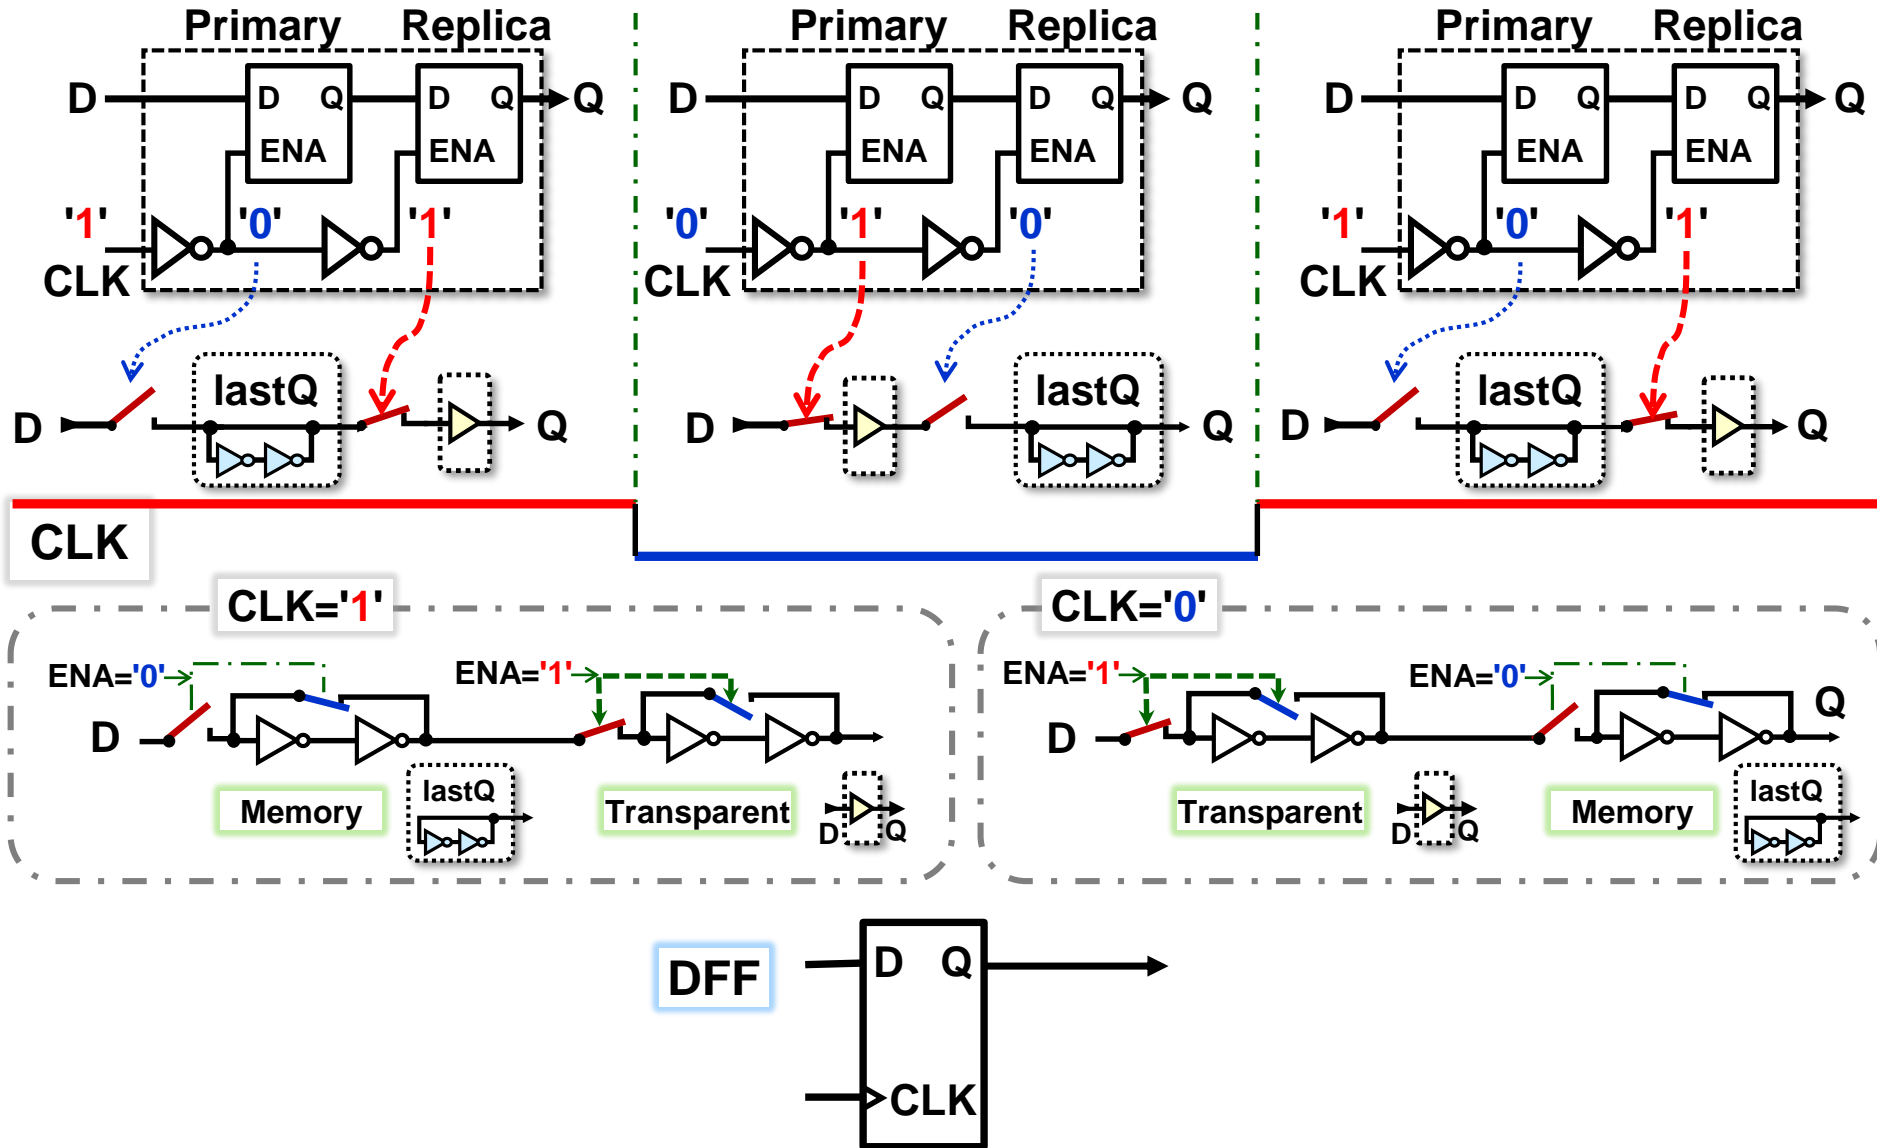 Primary Replica Primary Replica Primary Replica
D D Q D Q Q D D Q D Q Q D D Q D Q Q
ENA ENA ENA ENA ENA ENA
'1' '0' '1' '0' '1' '0' '1' '0' '1'
CLK CLK CLK
lastQ lastQ lastQ
D Q D Q D Q
CLK
CLK='1' CLK='0'
ENA='0' ENA='1' ENA='1' ENA='0'
D D Q
lastQ lastQ
Memory Transparent Transparent Memory
D Q D Q
DFF D Q
CLK